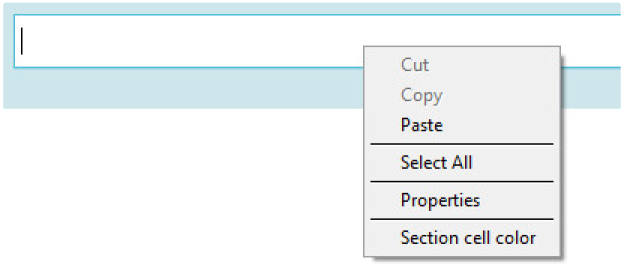 Cut
Copy
Paste
Select All
Properties
Section cell color